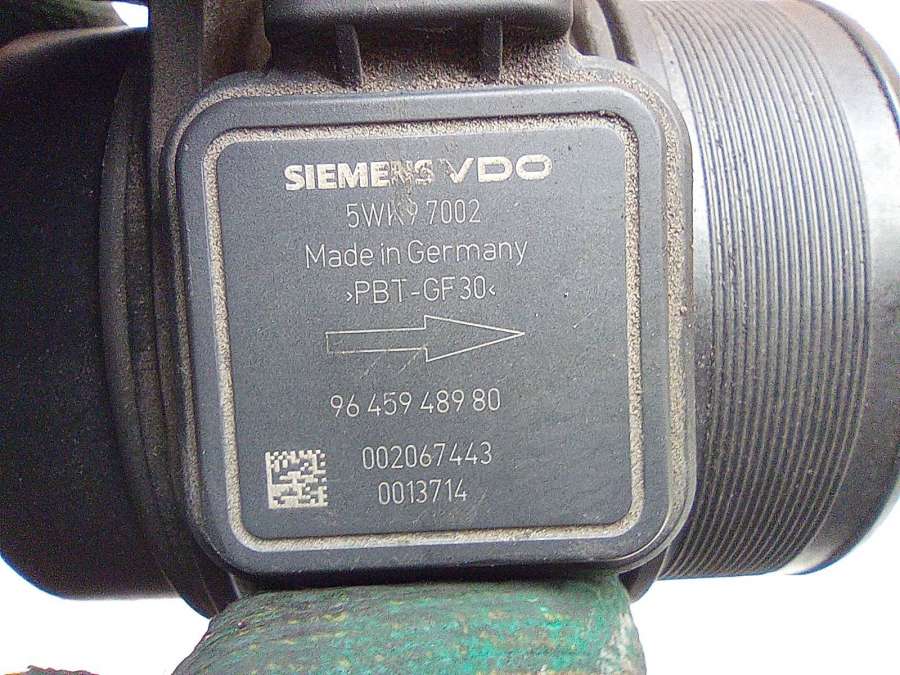 SIEMENS VDO
5WK9 7002
Made in Germany
>PBT-GF30<
96 459 489 80
002067443
0013714